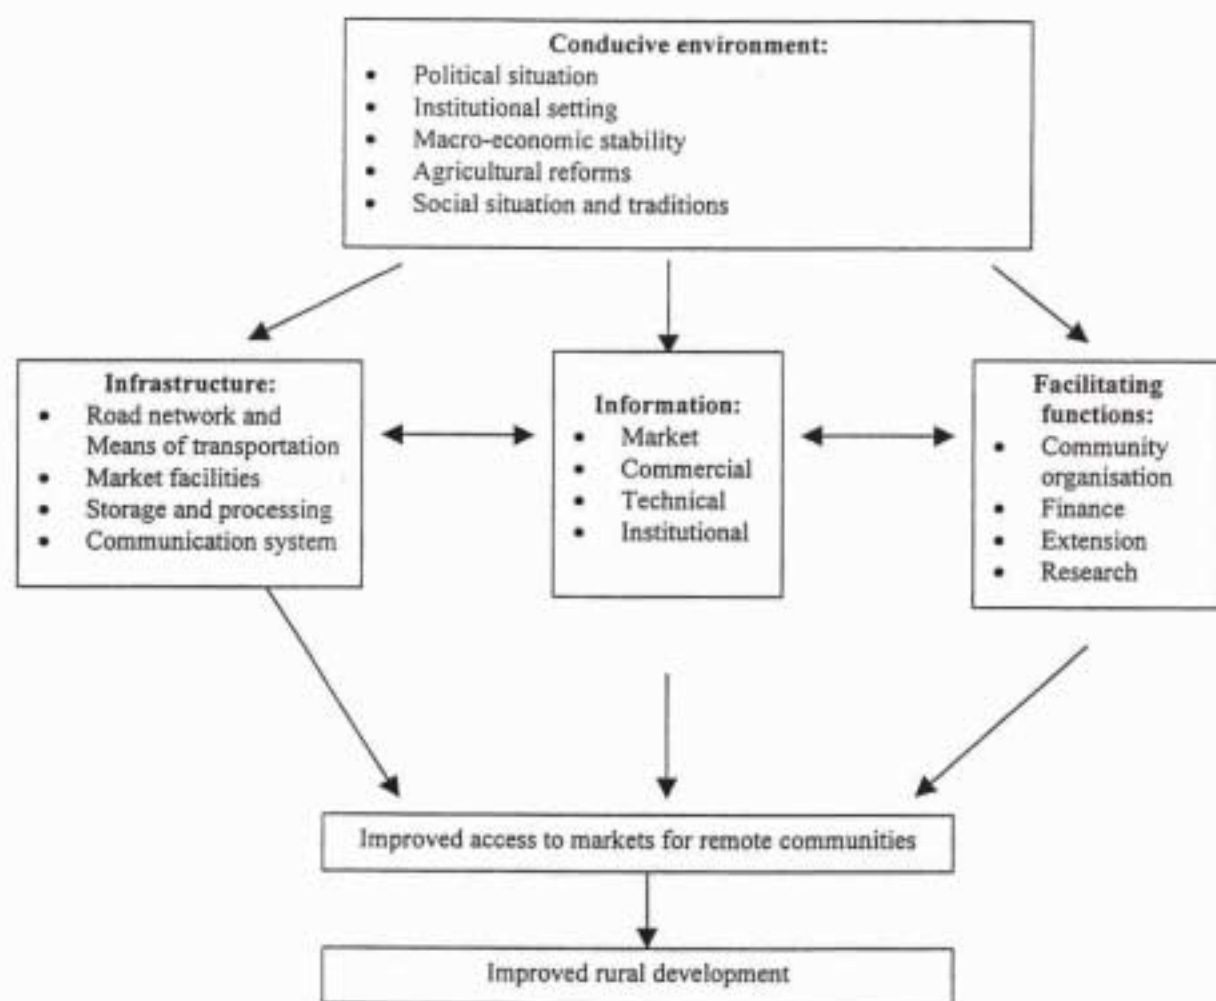 Conducive environment:
• Political situation
• Institutional setting
• Macro-economic stability
• Agricultural reforms
• Social situation and traditions
Infrastructure:
• Road network and
Means of transportation
• Market facilities
• Storage and processing
• Communication system
Information:
• Market
• Commercial
• Technical
• Institutional
Facilitating
functions:
• Community
organisation
• Finance
• Extension
• Research
Improved access to markets for remote communities
Improved rural development